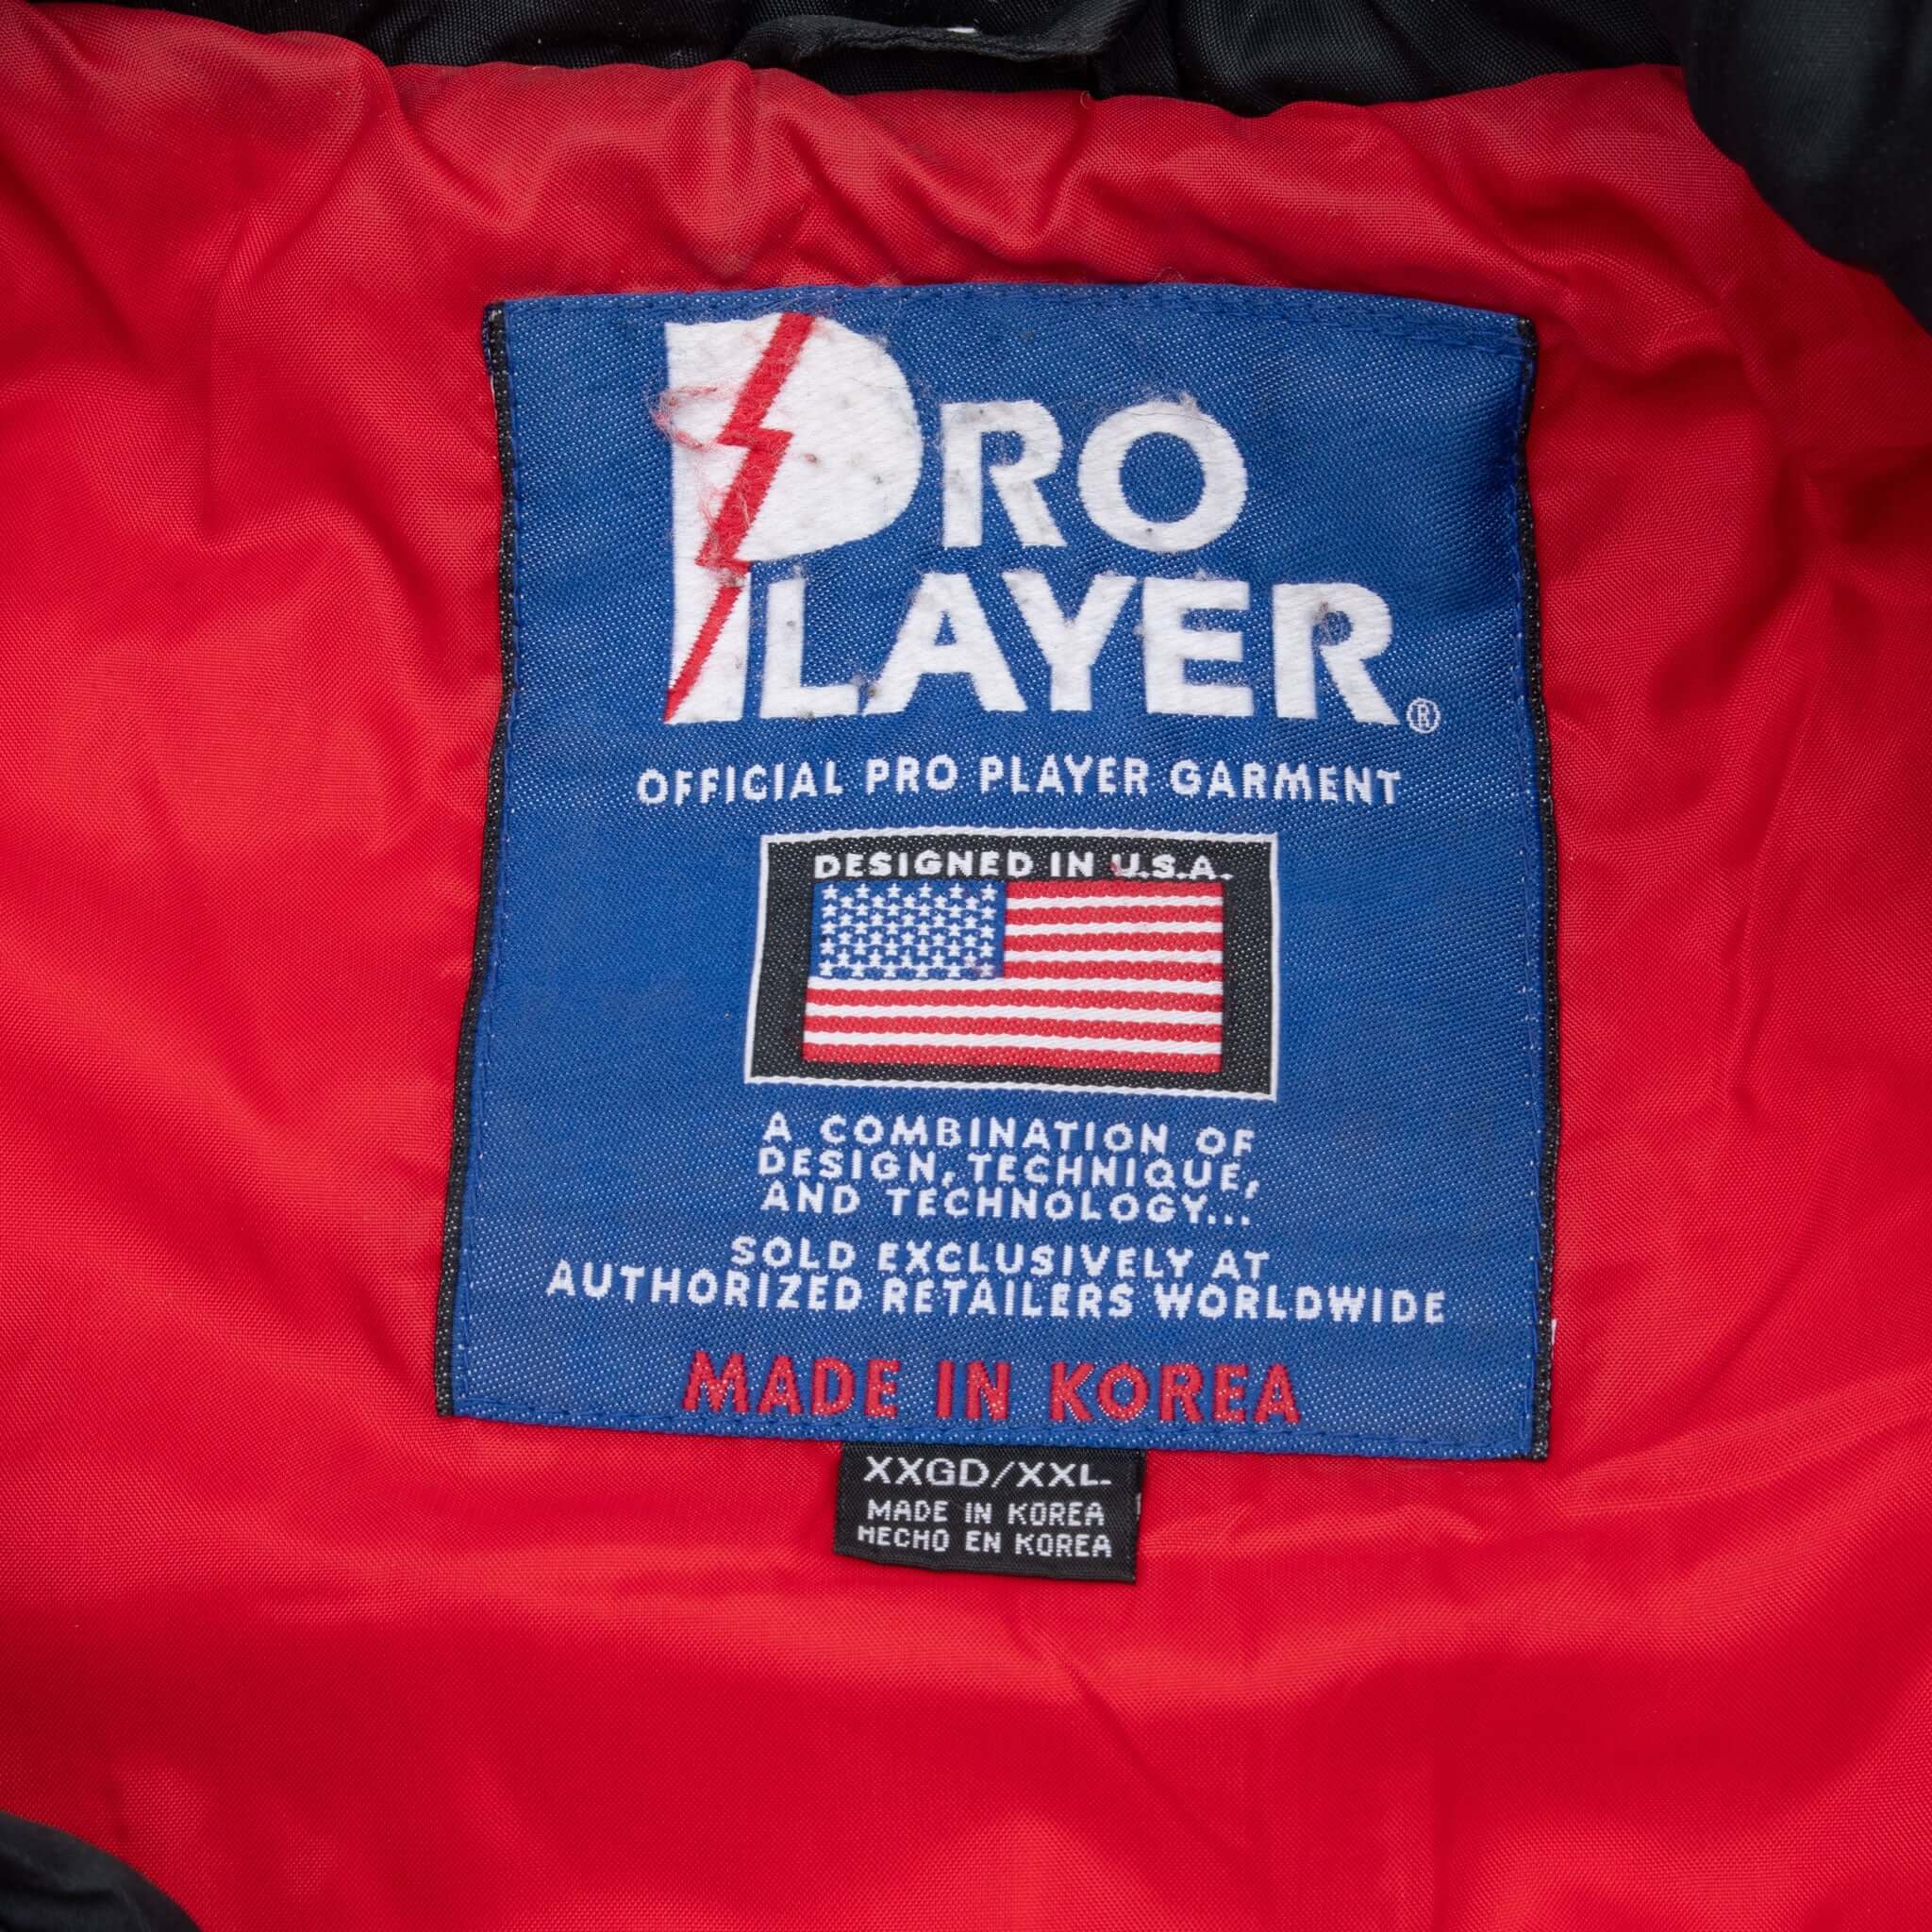 PRO
PLAYER®
OFFICIAL PRO PLAYER GARMENT
DESIGNED IN U.S.A.
A COMBINATION OF
DESIGN, TECHNIQUE,
AND TECHNOLOGY...
SOLD EXCLUSIVELY AT
AUTHORIZED RETAILERS WORLDWIDE
MADE IN KOREA
XXGD/XXL
MADE IN KOREA
HECHO EN KOREA